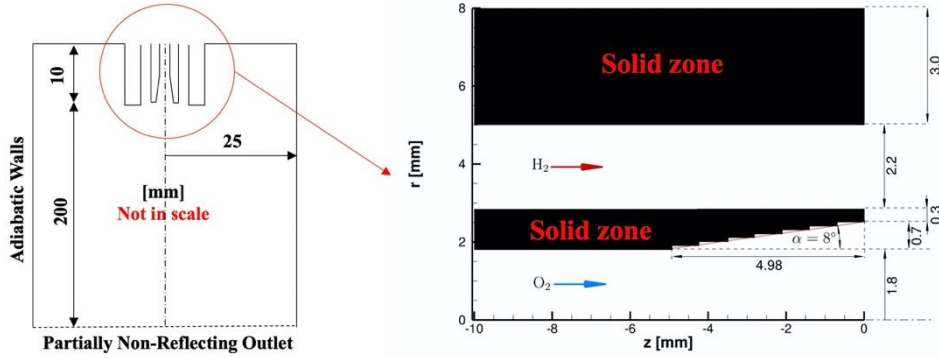 10
25
[mm]
Not in scale
200
Adiabatic Walls
Partially Non-Reflecting Outlet
8
6
4
2
0
r [mm]
Solid zone
3.0
H₂
2.2
Solid zone
α = 8°
0.3
0.7
4.98
O₂
1.8
-10
-8
-6
-4
-2
0
z [mm]